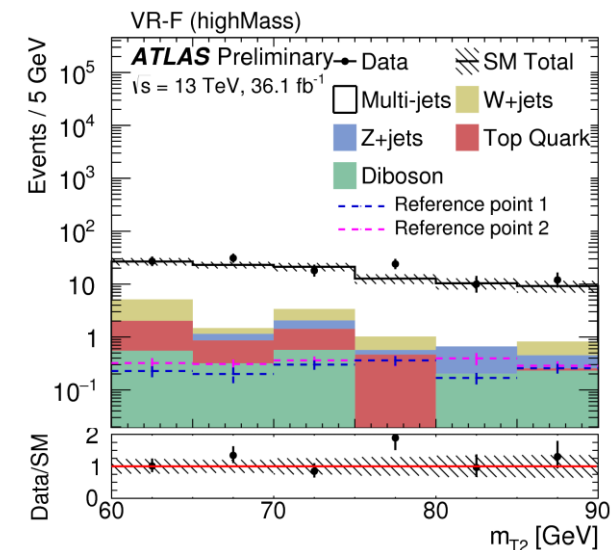 VR-F (highMass)
ATLAS Preliminary
√s = 13 TeV, 36.1 fb⁻¹
Data
SM Total
Multi-jets
W+jets
Z+jets
Top Quark
Diboson
Reference point 1
Reference point 2
Events / 5 GeV
10⁵
10⁴
10³
10²
10
1
10⁻¹
Data/SM
2
1
0
60 70 80 90
m_T2 [GeV]